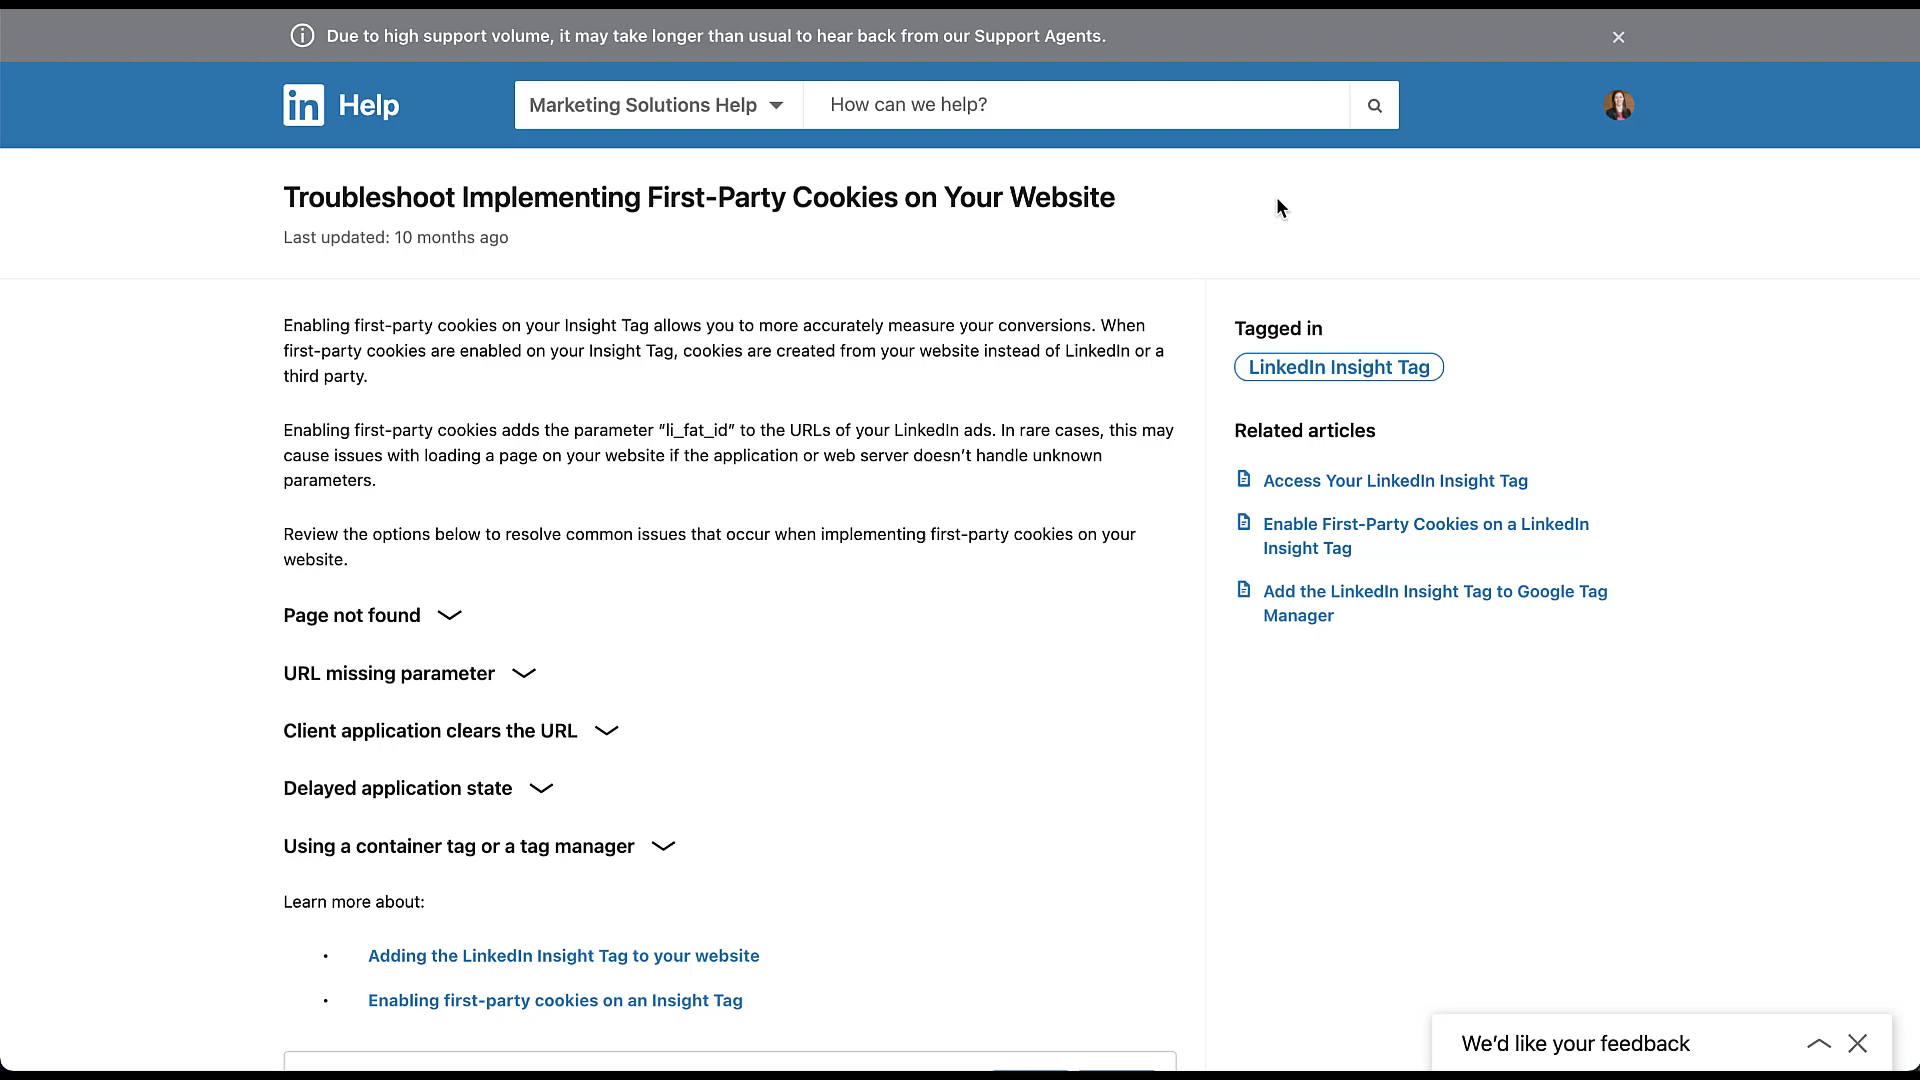 Due to high support volume, it may take longer than usual to hear back from our Support Agents.
in Help
Marketing Solutions Help
How can we help?
Troubleshoot Implementing First-Party Cookies on Your Website
Last updated: 10 months ago
Enabling first-party cookies on your Insight Tag allows you to more accurately measure your conversions. When
first-party cookies are enabled on your Insight Tag, cookies are created from your website instead of LinkedIn or a
third party.
Enabling first-party cookies adds the parameter “li_fat_id” to the URLs of your LinkedIn ads. In rare cases, this may
cause issues with loading a page on your website if the application or web server doesn’t handle unknown
parameters.
Review the options below to resolve common issues that occur when implementing first-party cookies on your
website.
Page not found
URL missing parameter
Client application clears the URL
Delayed application state
Using a container tag or a tag manager
Learn more about:
• Adding the LinkedIn Insight Tag to your website
• Enabling first-party cookies on an Insight Tag
Tagged in
LinkedIn Insight Tag
Related articles
Access Your LinkedIn Insight Tag
Enable First-Party Cookies on a LinkedIn
Insight Tag
Add the LinkedIn Insight Tag to Google Tag
Manager
We’d like your feedback